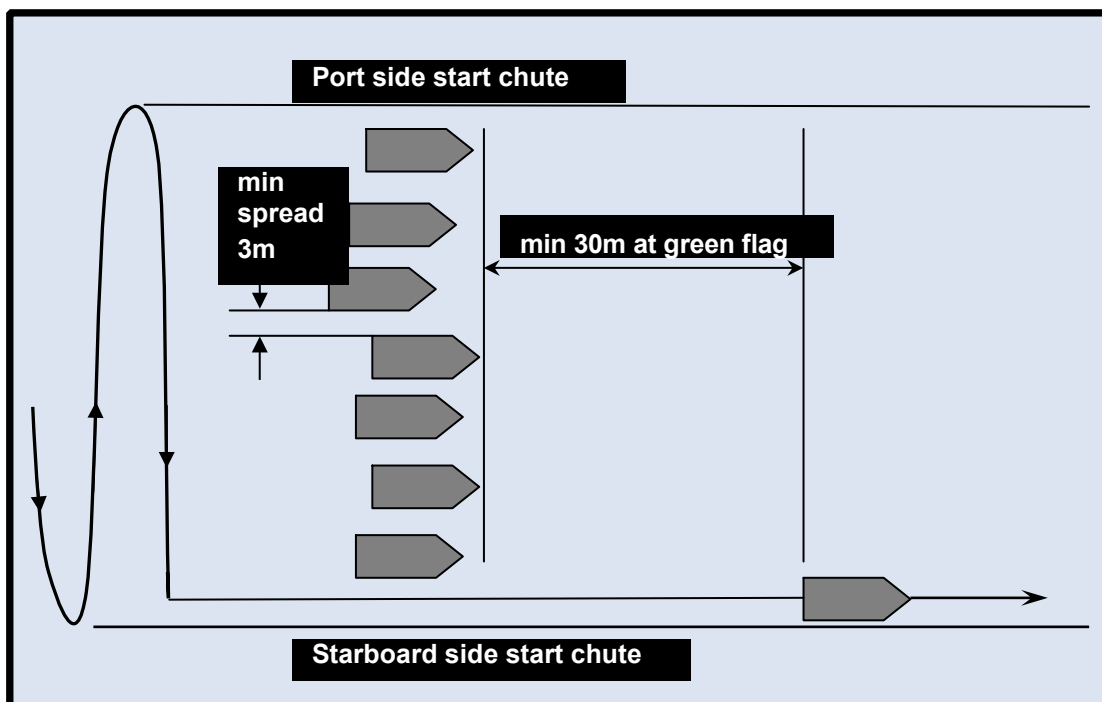 Port side start chute
min
spread
3m
min 30m at green flag
Starboard side start chute